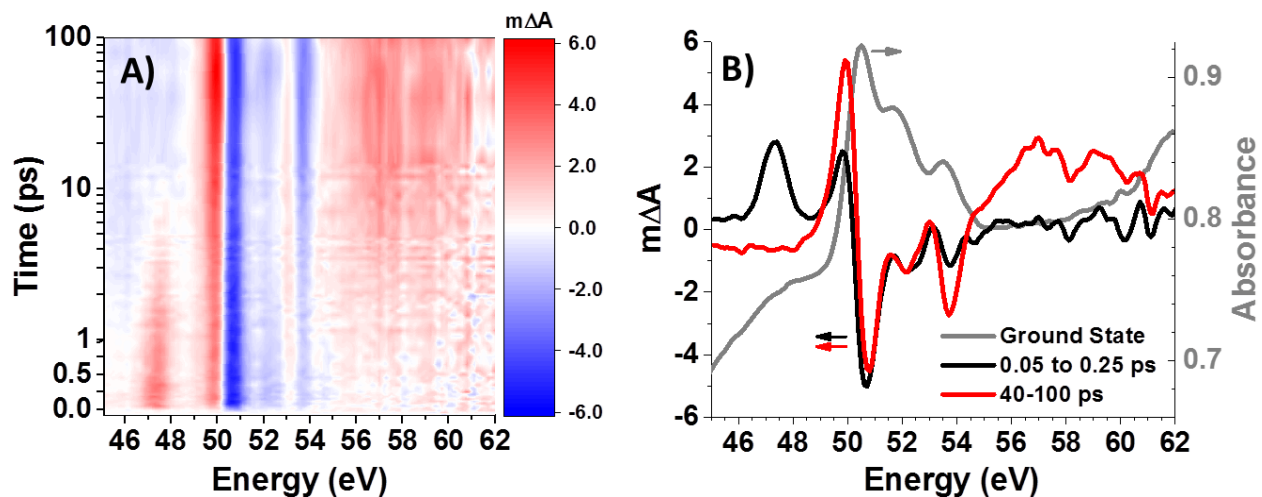 A)
Time (ps)
100
10
1
0.5
0.0
46 48 50 52 54 56 58 60 62
Energy (eV)
mΔA
6.0
4.0
2.0
0.0
-2.0
-4.0
-6.0
B)
mΔA
6
4
2
0
-2
-4
-6
46 48 50 52 54 56 58 60 62
Energy (eV)
Ground State
0.05 to 0.25 ps
40-100 ps
0.9
0.8
0.7
Absorbance